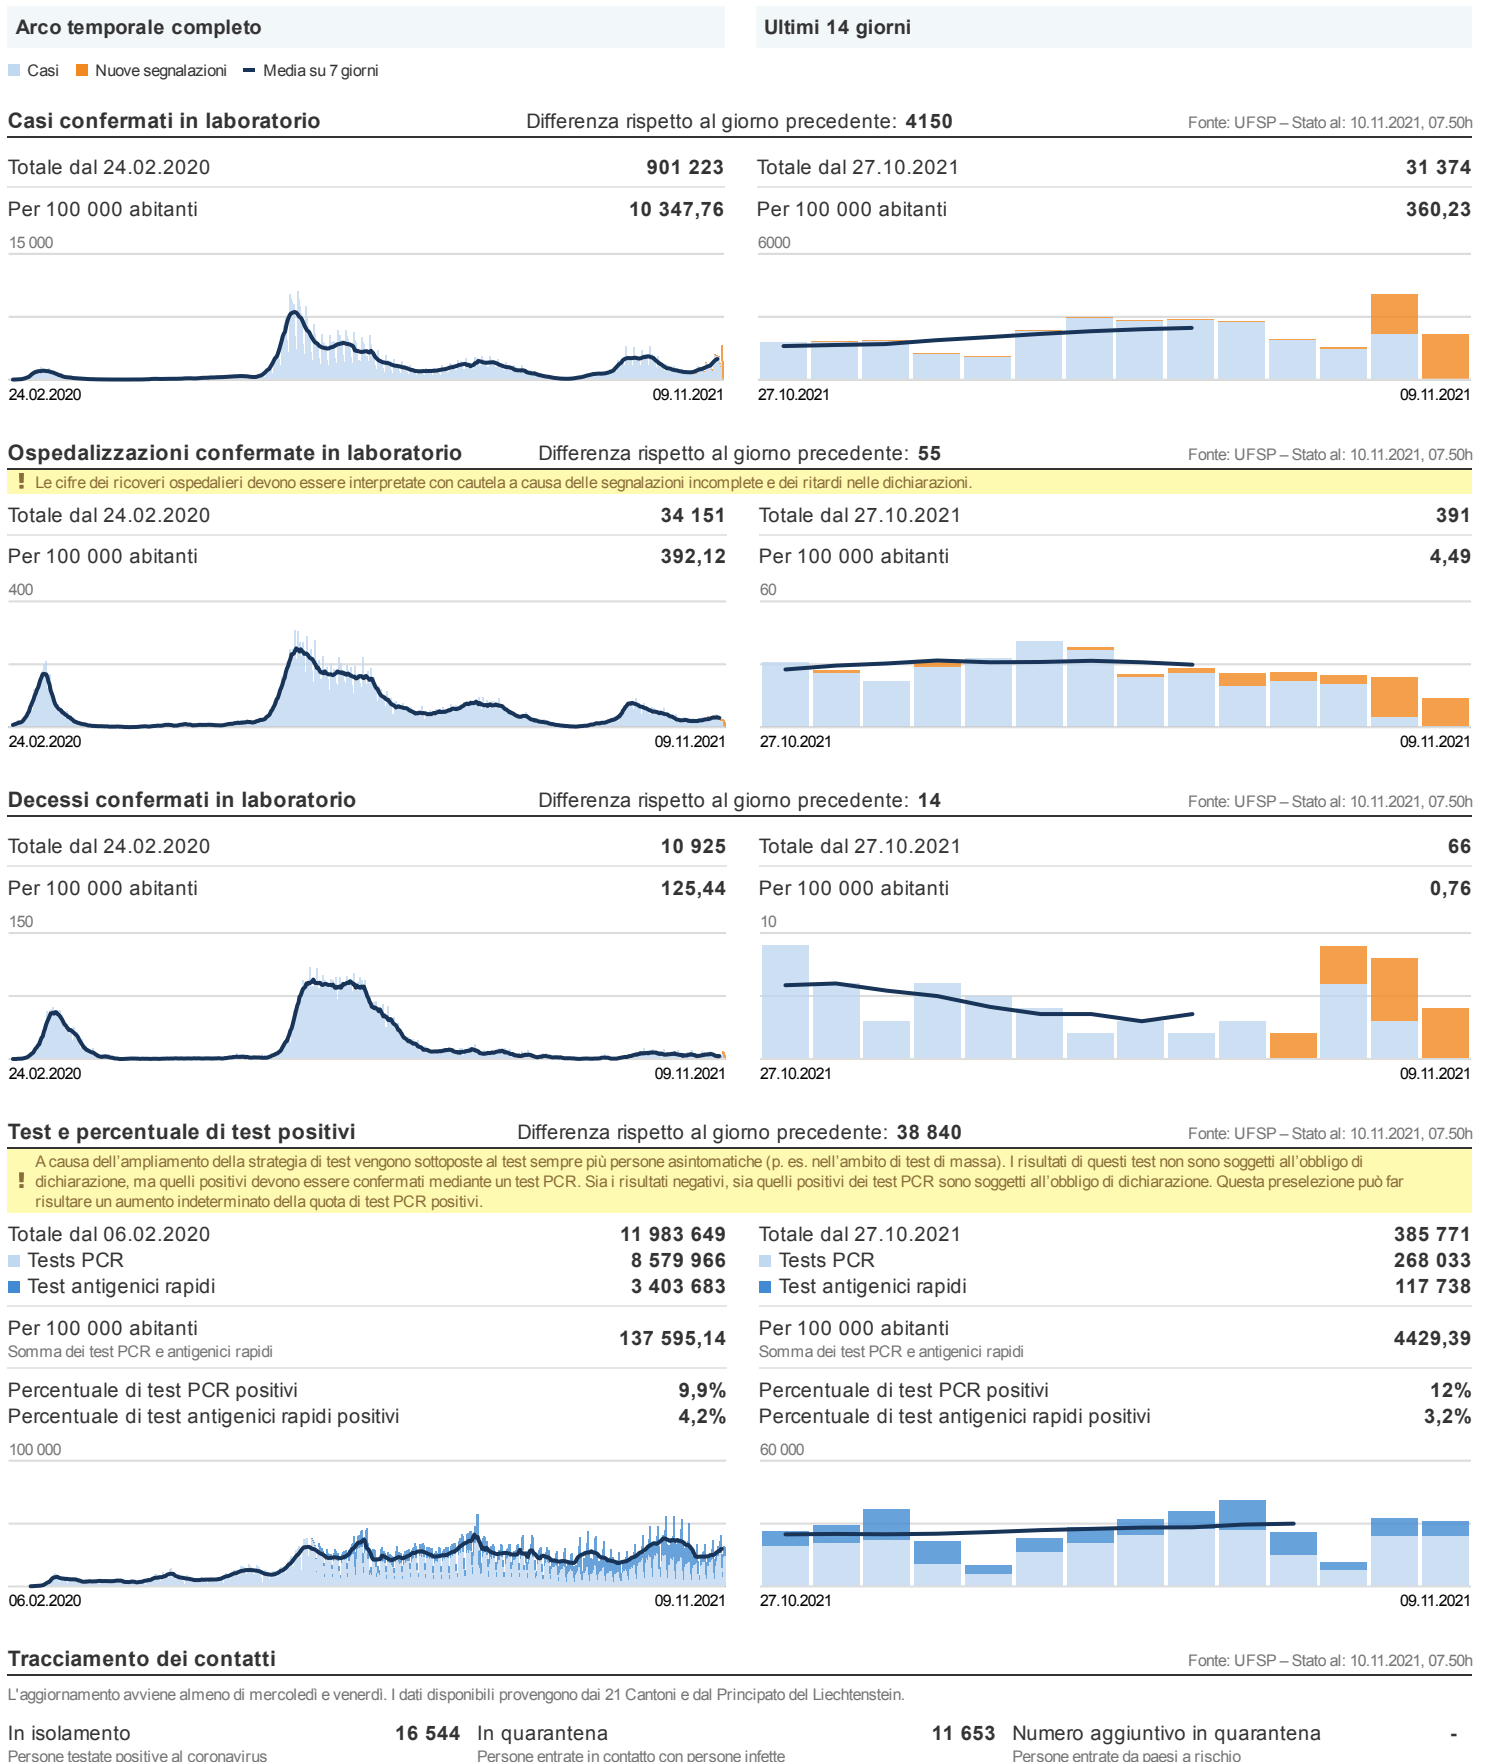 Arco temporale completo
Ultimi 14 giorni
Casi Nuove segnalazioni Media su 7 giorni
Casi confermati in laboratorio Differenza rispetto al giorno precedente: 4150 Fonte: UFSP – Stato al: 10.11.2021, 07.50h
Totale dal 24.02.2020 901 223
Per 100 000 abitanti 10 347,76
15 000
24.02.2020 09.11.2021
Totale dal 27.10.2021 31 374
Per 100 000 abitanti 360,23
6000
27.10.2021 09.11.2021
Ospedalizzazioni confermate in laboratorio Differenza rispetto al giorno precedente: 55 Fonte: UFSP – Stato al: 10.11.2021, 07.50h
! Le cifre dei ricoveri ospedalieri devono essere interpretate con cautela a causa delle segnalazioni incomplete e dei ritardi nelle dichiarazioni.
Totale dal 24.02.2020 34 151
Per 100 000 abitanti 392,12
400
24.02.2020 09.11.2021
Totale dal 27.10.2021 391
Per 100 000 abitanti 4,49
60
27.10.2021 09.11.2021
Decessi confermati in laboratorio Differenza rispetto al giorno precedente: 14 Fonte: UFSP – Stato al: 10.11.2021, 07.50h
Totale dal 24.02.2020 10 925
Per 100 000 abitanti 125,44
150
24.02.2020 09.11.2021
Totale dal 27.10.2021 66
Per 100 000 abitanti 0,76
10
27.10.2021 09.11.2021
Test e percentuale di test positivi Differenza rispetto al giorno precedente: 38 840 Fonte: UFSP – Stato al: 10.11.2021, 07.50h
A causa dell'ampliamento della strategia di test vengono sottoposte al test sempre più persone asintomatiche (p. es. nell'ambito di test di massa). I risultati di questi test non sono soggetti all'obbligo di
! dichiarazione, ma quelli positivi devono essere confermati mediante un test PCR. Sia i risultati negativi, sia quelli positivi dei test PCR sono soggetti all'obbligo di dichiarazione. Questa preselezione può far
risultare un aumento indeterminato della quota di test PCR positivi.
Totale dal 06.02.2020 11 983 649
Tests PCR 8 579 966
Test antigenici rapidi 3 403 683
Per 100 000 abitanti 137 595,14
Somma dei test PCR e antigenici rapidi
Percentuale di test PCR positivi 9,9%
Percentuale di test antigenici rapidi positivi 4,2%
100 000
06.02.2020 09.11.2021
Totale dal 27.10.2021 385 771
Tests PCR 268 033
Test antigenici rapidi 117 738
Per 100 000 abitanti 4429,39
Somma dei test PCR e antigenici rapidi
Percentuale di test PCR positivi 12%
Percentuale di test antigenici rapidi positivi 3,2%
60 000
27.10.2021 09.11.2021
Tracciamento dei contatti Fonte: UFSP – Stato al: 10.11.2021, 07.50h
L'aggiornamento avviene almeno di mercoledì e venerdì. I dati disponibili provengono dai 21 Cantoni e dal Principato del Liechtenstein.
In isolamento 16 544 In quarantena 11 653 Numero aggiuntivo in quarantena -
Persone testate positive al coronavirus Persone entrate in contatto con persone infette Persone entrate da paesi a rischio